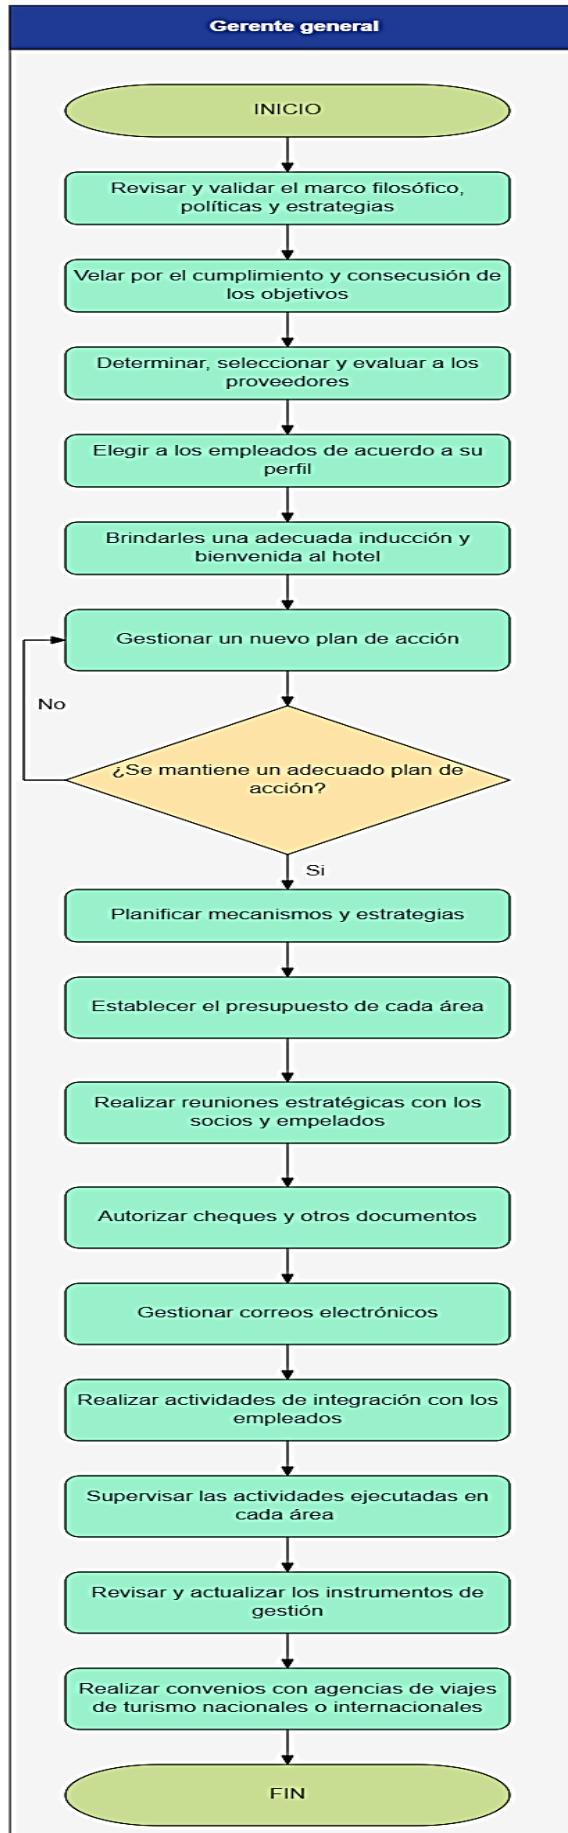 Gerente general
INICIO
Revisar y validar el marco filosófico,
políticas y estrategias
Velar por el cumplimiento y consecusión de
los objetivos
Determinar, seleccionar y evaluar a los
proveedores
Elegir a los empleados de acuerdo a su
perfil
Brindarles una adecuada inducción y
bienvenida al hotel
Gestionar un nuevo plan de acción
No
¿Se mantiene un adecuado plan de
acción?
Si
Planificar mecanismos y estrategias
Establecer el presupuesto de cada área
Realizar reuniones estratégicas con los
socios y empelados
Autorizar cheques y otros documentos
Gestionar correos electrónicos
Realizar actividades de integración con los
empleados
Supervisar las actividades ejecutadas en
cada área
Revisar y actualizar los instrumentos de
gestión
Realizar convenios con agencias de viajes
de turismo nacionales o internacionales
FIN